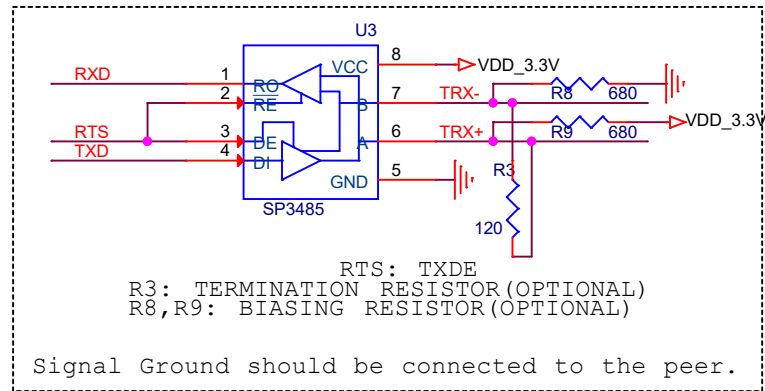 U3
RXD 1 RO VCC 8 VDD_3.3V
2 RE B 7 TRX- R8 680
RTS 3 DE A 6 TRX+ R9 680 VDD_3.3V
TXD 4 DI
GND 5 R3
SP3485 120
RTS: TXDE
R3: TERMINATION RESISTOR(OPTIONAL)
R8,R9: BIASING RESISTOR(OPTIONAL)
Signal Ground should be connected to the peer.